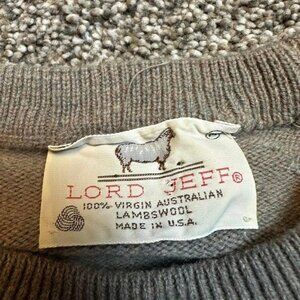 LORD JEFF®
100% VIRGIN AUSTRALIAN
LAMBSWOOL
MADE IN U.S.A.